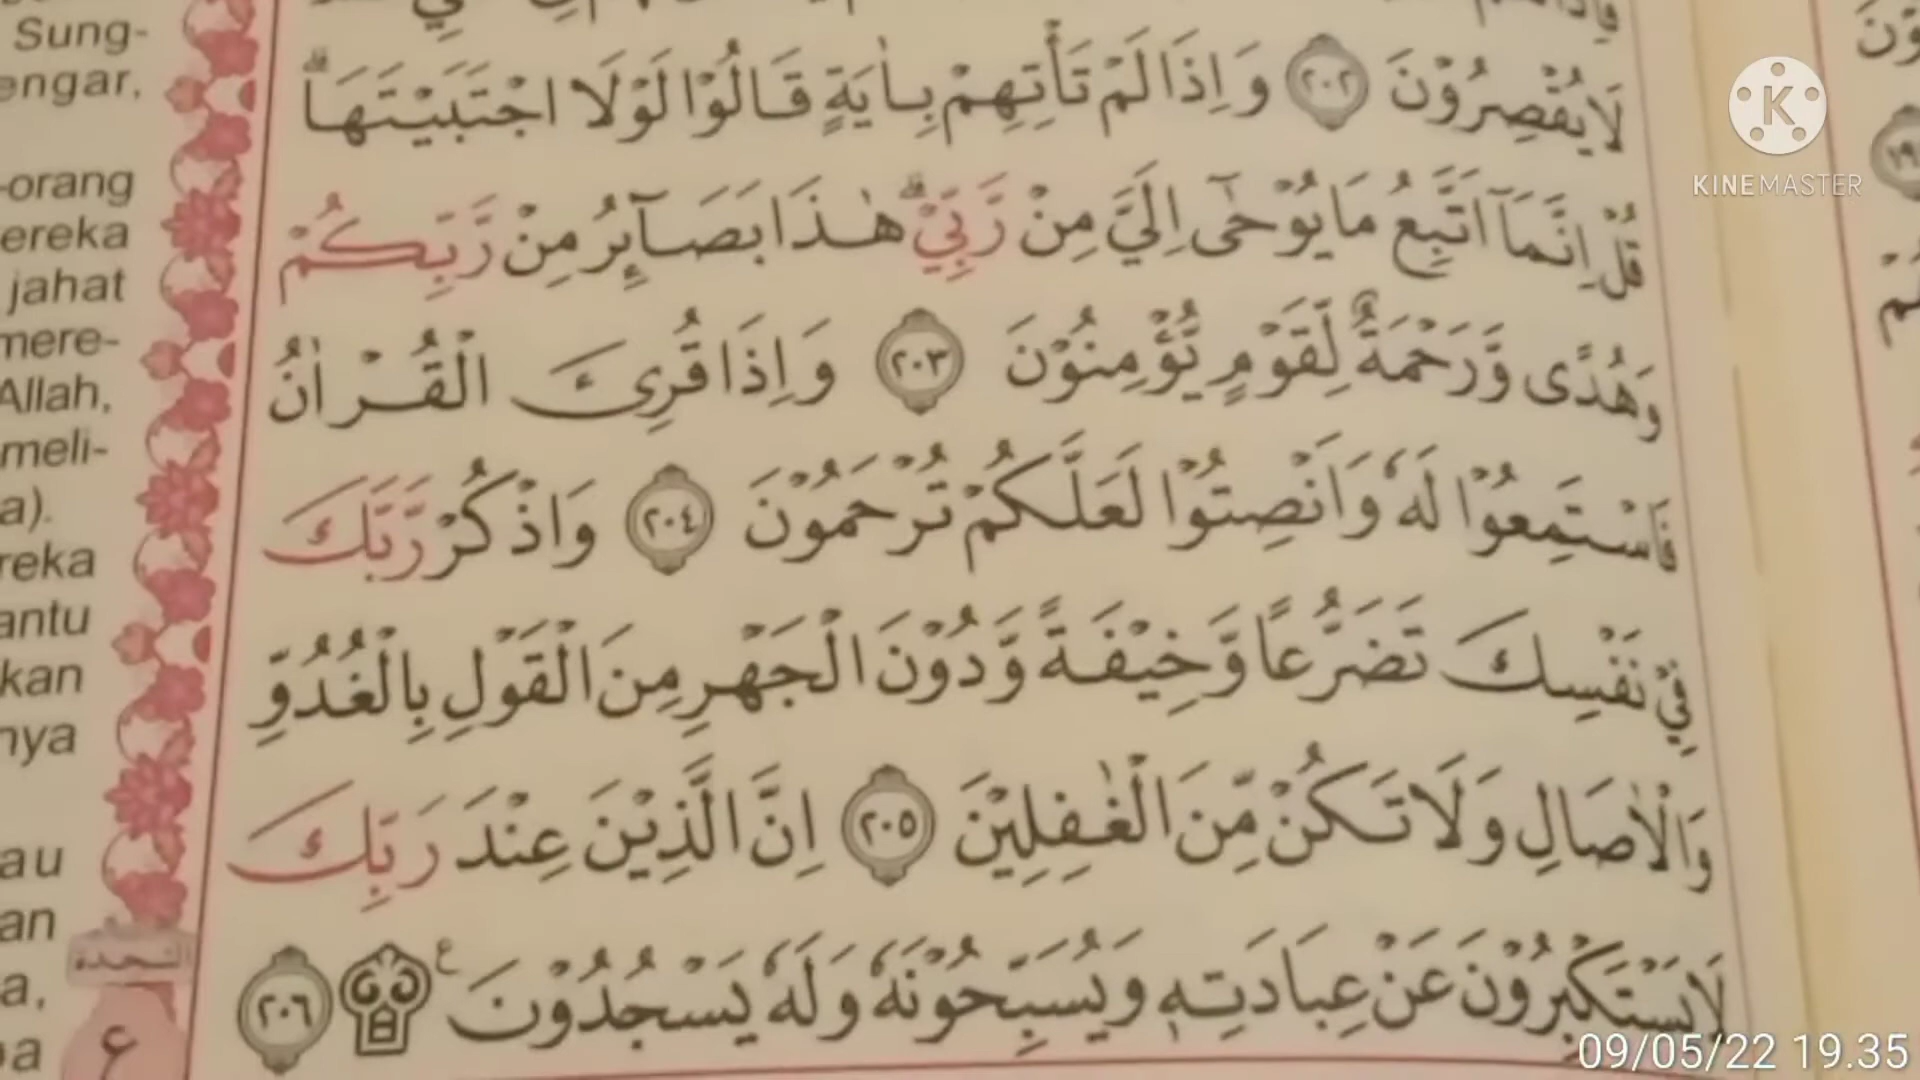 لَا يُقْصِرُوْنَ ٢٠٢ وَاِذَا لَمْ تَأْتِهِمْ بِاٰيَةٍ قَالُوْا لَوْلَا اجْتَبَيْتَهَاۗ
قُلْ اِنَّمَآ اَتَّبِعُ مَا يُوْحٰٓى اِلَيَّ مِنْ رَّبِّيْۗ هٰذَا بَصَاۤىِٕرُ مِنْ رَّبِّكُمْ
وَهُدًى وَّرَحْمَةٌ لِّقَوْمٍ يُّؤْمِنُوْنَ ٢٠٣ وَاِذَا قُرِئَ الْقُرْاٰنُ
فَاسْتَمِعُوْا لَهٗ وَاَنْصِتُوْا لَعَلَّكُمْ تُرْحَمُوْنَ ٢٠٤ وَاذْكُرْ رَّبَّكَ
فِيْ نَفْسِكَ تَضَرُّعًا وَّخِيْفَةً وَّدُوْنَ الْجَهْرِ مِنَ الْقَوْلِ بِالْغُدُوِّ
وَالْاٰصَالِ وَلَا تَكُنْ مِّنَ الْغٰفِلِيْنَ ٢٠٥ اِنَّ الَّذِيْنَ عِنْدَ رَبِّكَ
لَا يَسْتَكْبِرُوْنَ عَنْ عِبَادَتِهٖ وَيُسَبِّحُوْنَهٗ وَلَهٗ يَسْجُدُوْنَ ع ٢٠٦
Sung-
engar,
-orang
ereka
jahat
mere-
Allah,
meli-
a).
reka
antu
kan
nya
au
an
a,
a
السجدة
ع
KINEMASTER
09/05/22 19.35